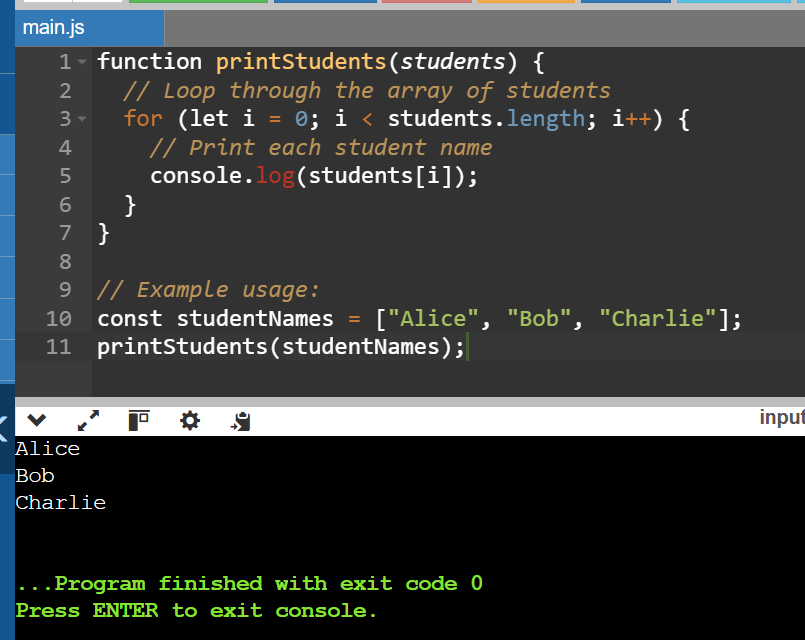 main.js
1 function printStudents(students) {
2 // Loop through the array of students
3 for (let i = 0; i < students.length; i++) {
4 // Print each student name
5 console.log(students[i]);
6 }
7 }
8
9 // Example usage:
10 const studentNames = ["Alice", "Bob", "Charlie"];
11 printStudents(studentNames);
input
Alice
Bob
Charlie
...Program finished with exit code 0
Press ENTER to exit console.